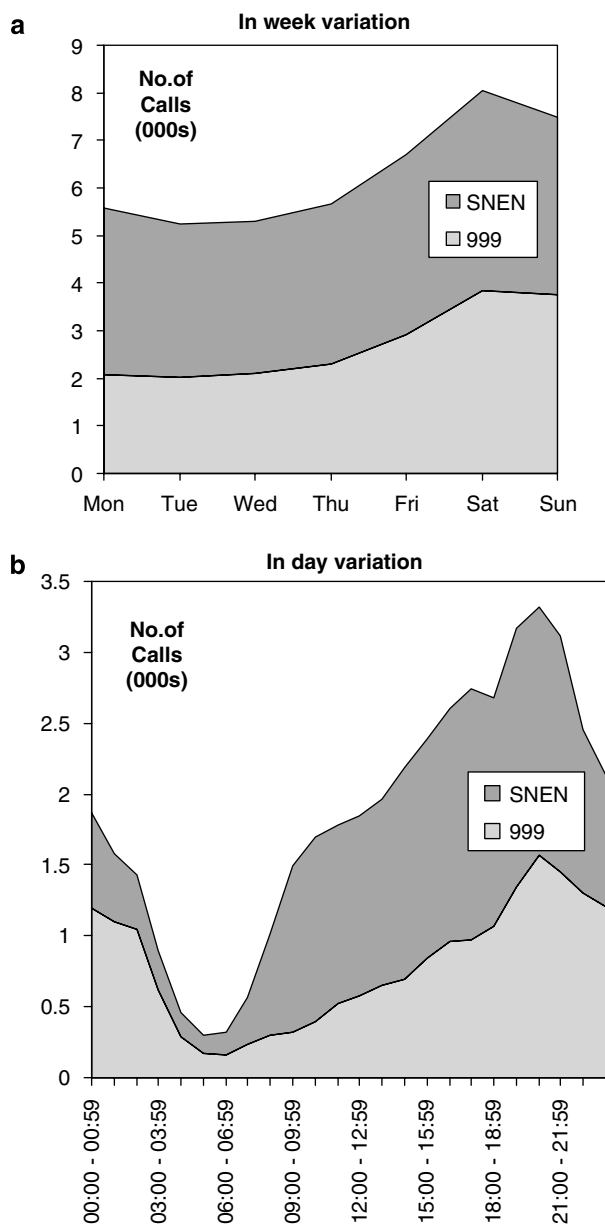 a
In week variation
9
8
7
6
5
4
3
2
1
0
No.of
Calls
(000s)
SNEN
999
Mon Tue Wed Thu Fri Sat Sun
b
In day variation
3.5
3
2.5
2
1.5
1
0.5
0
No.of
Calls
(000s)
SNEN
999
00:00 - 00:59
03:00 - 03:59
06:00 - 06:59
09:00 - 09:59
12:00 - 12:59
15:00 - 15:59
18:00 - 18:59
21:00 - 21:59